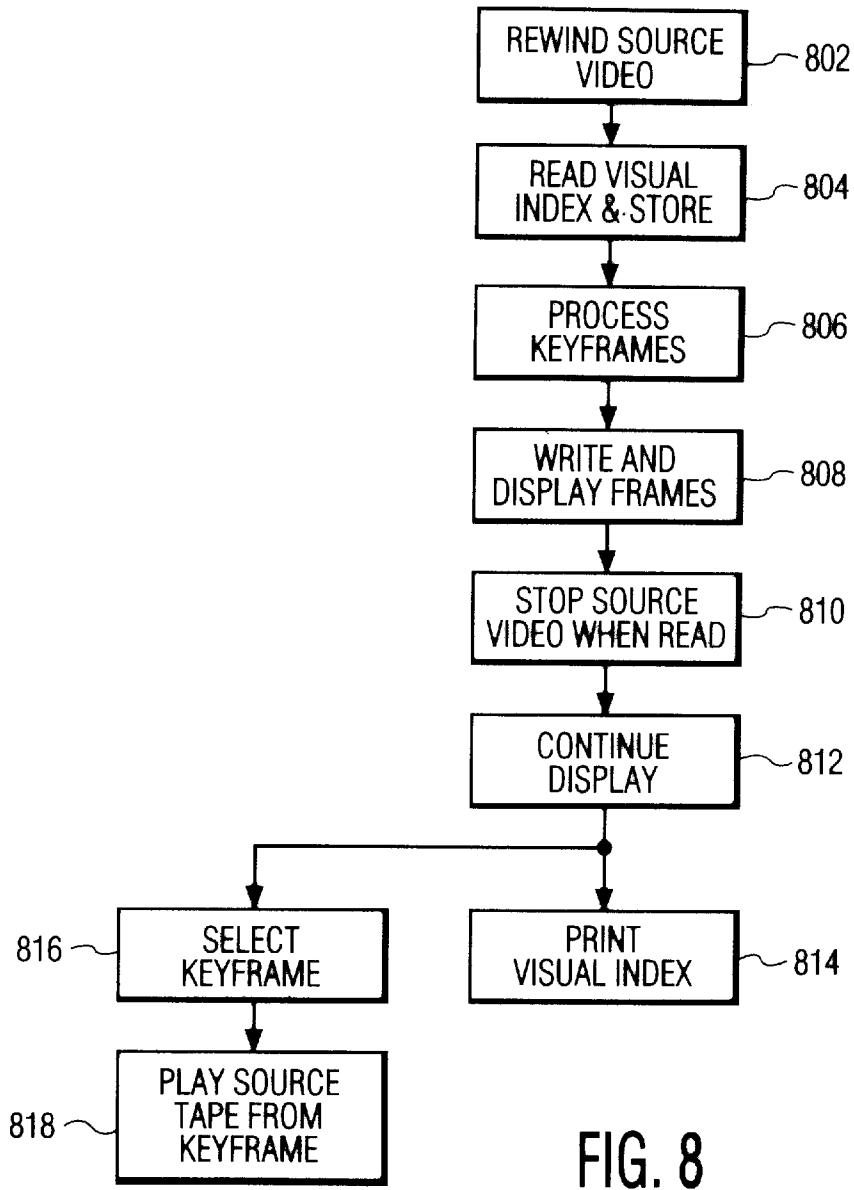 REWIND SOURCE
VIDEO
802
READ VISUAL
INDEX & STORE
804
PROCESS
KEYFRAMES
806
WRITE AND
DISPLAY FRAMES
808
STOP SOURCE
VIDEO WHEN READ
810
CONTINUE
DISPLAY
812
816
SELECT
KEYFRAME
PRINT
VISUAL INDEX
814
818
PLAY SOURCE
TAPE FROM
KEYFRAME
FIG. 8